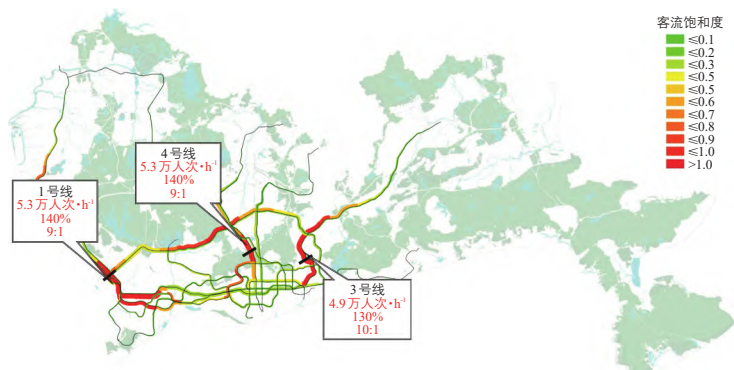 客流饱和度
≤0.1
≤0.2
≤0.3
≤0.5
≤0.5
≤0.6
≤0.7
≤0.8
≤0.9
≤1.0
>1.0
4号线
5.3万人次·h⁻¹
140%
9:1
1号线
5.3万人次·h⁻¹
140%
9:1
3号线
4.9万人次·h⁻¹
130%
10:1